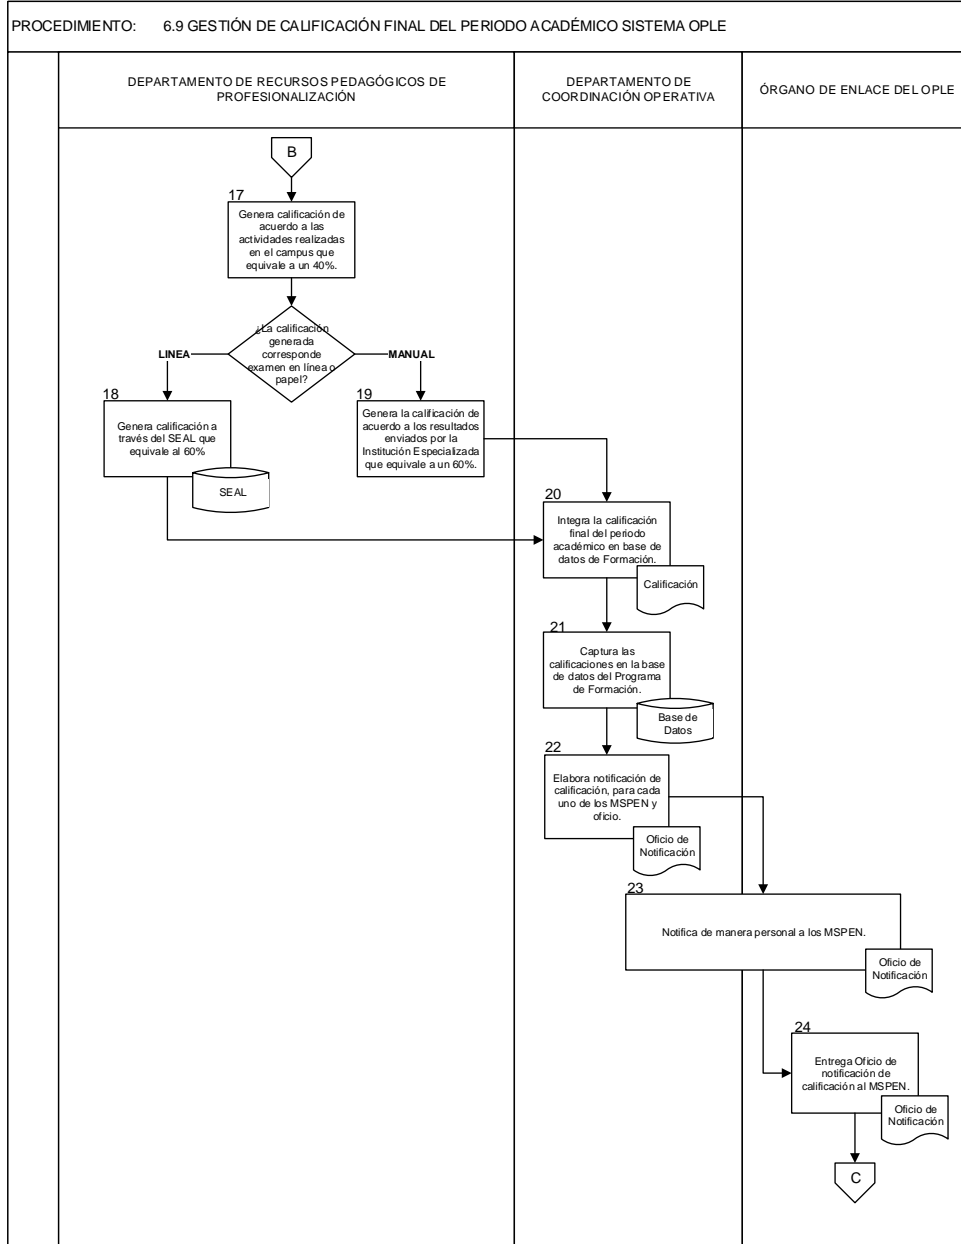 PROCEDIMIENTO: 6.9 GESTIÓN DE CALIFICACIÓN FINAL DEL PERIODO ACADÉMICO SISTEMA OPLE
DEPARTAMENTO DE RECURSOS PEDAGÓGICOS DE
PROFESIONALIZACIÓN
DEPARTAMENTO DE
COORDINACIÓN OPERATIVA
ÓRGANO DE ENLACE DEL OPLE
B
17
Genera calificación de
acuerdo a las
actividades realizadas
en el campus que
equivale a un 40%.
¿La calificación
generada
corresponde
examen en línea o
papel?
LINEA
MANUAL
18
Genera calificación a
través del SEAL que
equivale al 60%
SEAL
19
Genera la calificación de
acuerdo a los resultados
enviados por la
Institución Especializada
que equivale a un 60%.
20
Integra la calificación
final del periodo
académico en base de
datos de Formación.
Calificación
21
Captura las
calificaciones en la base
de datos del Programa
de Formación.
Base de
Datos
22
Elabora notificación de
calificación, para cada
uno de los MSPEN y
oficio.
Oficio de
Notificación
23
Notifica de manera personal a los MSPEN.
Oficio de
Notificación
24
Entrega Oficio de
notificación de
calificación al MSPEN.
Oficio de
Notificación
C